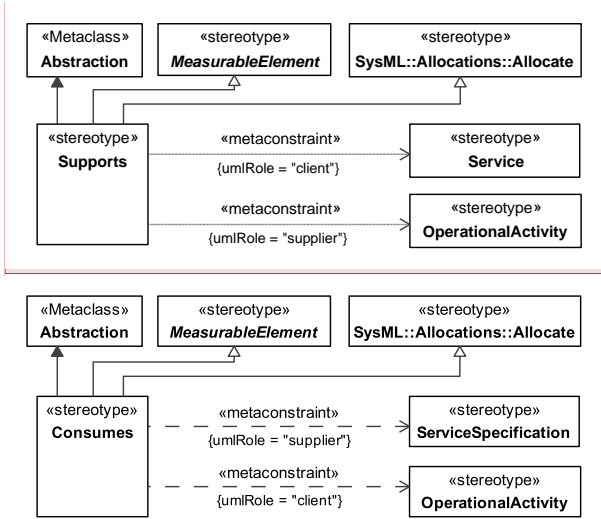 «Metaclass»
Abstraction
«stereotype»
MeasurableElement
«stereotype»
SysML::Allocations::Allocate
«stereotype»
Supports
«metaconstraint»
{umlRole = "client"}
«stereotype»
Service
«metaconstraint»
{umlRole = "supplier"}
«stereotype»
OperationalActivity
«Metaclass»
Abstraction
«stereotype»
MeasurableElement
«stereotype»
SysML::Allocations::Allocate
«stereotype»
Consumes
«metaconstraint»
{umlRole = "supplier"}
«stereotype»
ServiceSpecification
«metaconstraint»
{umlRole = "client"}
«stereotype»
OperationalActivity